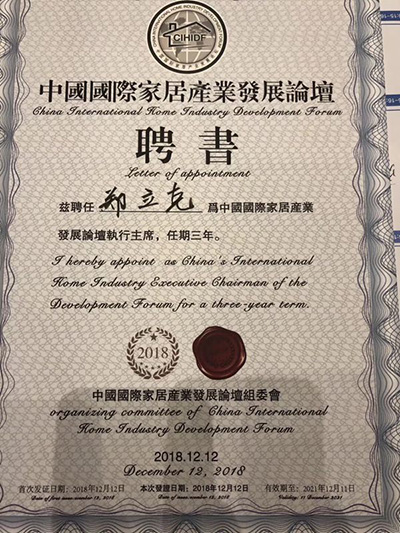 CIHIDF
中國國際家居產業發展論壇
China International Home Industry Development Forum
聘書
Letter of appointment
茲聘任 郑立克 爲中國國際家居產業
發展論壇執行主席，任期三年。
I hereby appoint as China's International
Home Industry Executive Chairman of the
Development Forum for a three-year term.
2018
中國國際家居產業發展論壇組委會
organizing committee of China International
Home Industry Development Forum
2018.12.12
December 12, 2018
首次发证日期：2018年12月12日 本次發證日期：2018年12月12日 有效期至：2021年12月11日